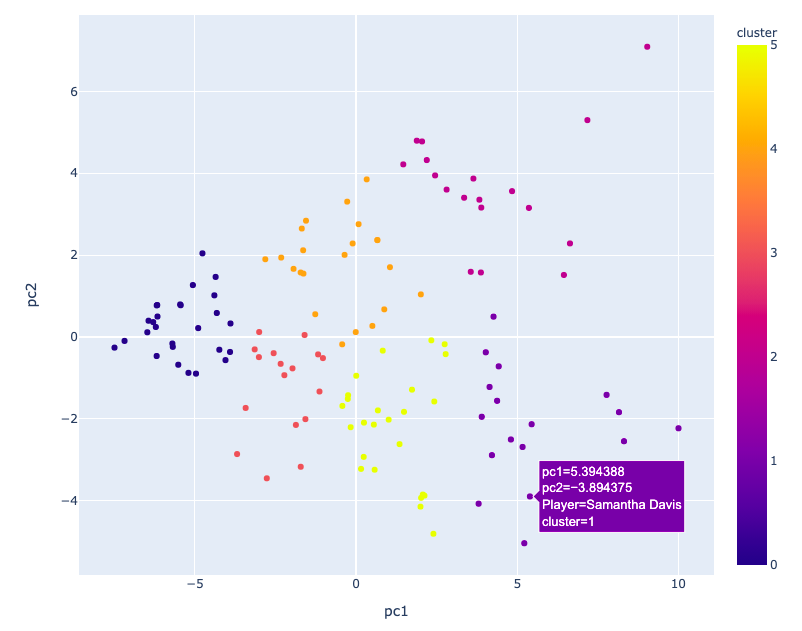 cluster
5
4
3
2
1
0
6
4
2
0
−2
−4
pc2
−5
0
5
10
pc1
pc1=5.394388
pc2=−3.894375
Player=Samantha Davis
cluster=1